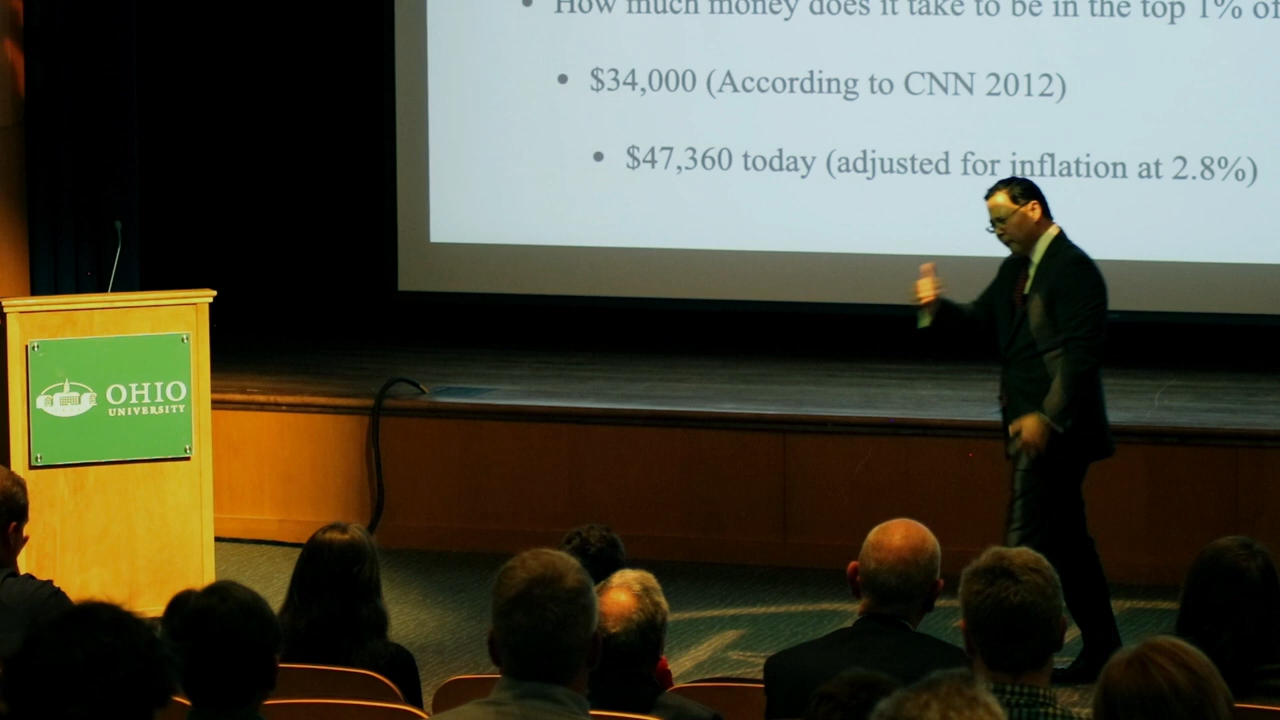 • How much money does it take to be in the top 1% of
• $34,000 (According to CNN 2012)
• $47,360 today (adjusted for inflation at 2.8%)
OHIO
UNIVERSITY